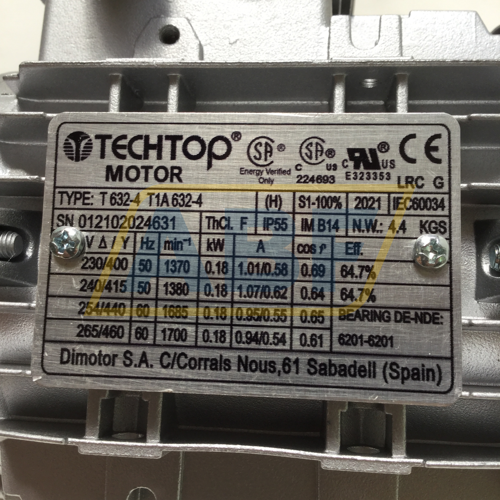 TECHTOP®
MOTOR
SA
Energy Verified
Only
C SA US
224693
C UL US
E323353
CE
LRC G
TYPE: T 632-4 T1A 632-4 (H) S1-100% 2021 IEC60034
SN 012102024631 ThCl. F IP55 IM B14 N.W.: 4.4 KGS
V Δ / Y Hz min⁻¹ kW A cos φ Eff.
230/400 50 1370 0.18 1.01/0.58 0.69 64.7%
240/415 50 1380 0.18 1.07/0.62 0.64 64.7%
254/440 60 1685 0.18 0.95/0.55 0.65 BEARING DE-NDE:
265/460 60 1700 0.18 0.94/0.54 0.61 6201-6201
Dimotor S.A. C/Corrals Nous,61 Sabadell (Spain)